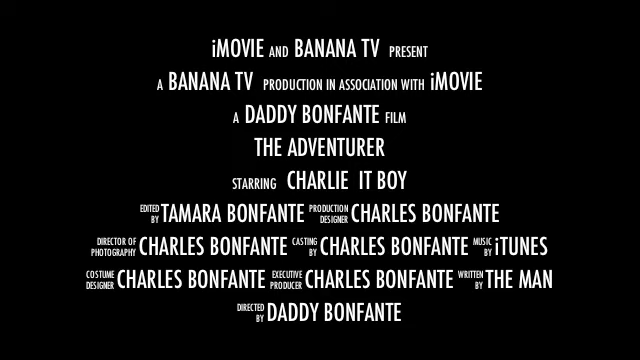 iMOVIE AND BANANA TV PRESENT
A BANANA TV PRODUCTION IN ASSOCIATION WITH iMOVIE
A DADDY BONFANTE FILM
THE ADVENTURER
STARRING CHARLIE IT BOY
EDITED BY TAMARA BONFANTE PRODUCTION DESIGNER CHARLES BONFANTE
DIRECTOR OF PHOTOGRAPHY CHARLES BONFANTE CASTING BY CHARLES BONFANTE MUSIC BY iTUNES
COSTUME DESIGNER CHARLES BONFANTE EXECUTIVE PRODUCER CHARLES BONFANTE WRITTEN BY THE MAN
DIRECTED BY DADDY BONFANTE